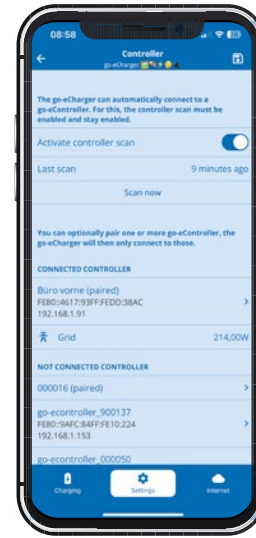 08:58
Controller
go-eCharger
The go-eCharger can automatically connect to a
go-eController. For this, the controller scan must be
enabled and stay enabled.
Activate controller scan
Last scan 9 minutes ago
Scan now
You can optionally pair one or more go-eController, the
go-eCharger will then only connect to those.
CONNECTED CONTROLLER
Büro vorne (paired)
FE80::4617:93FF:FEDD:38AC
192.168.1.91
Grid 214,00W
NOT CONNECTED CONTROLLER
000016 (paired)
go-econtroller_900137
FE80::9AFC:84FF:FE10:224
192.168.1.153
go-econtroller_000050
Charging Settings Internet